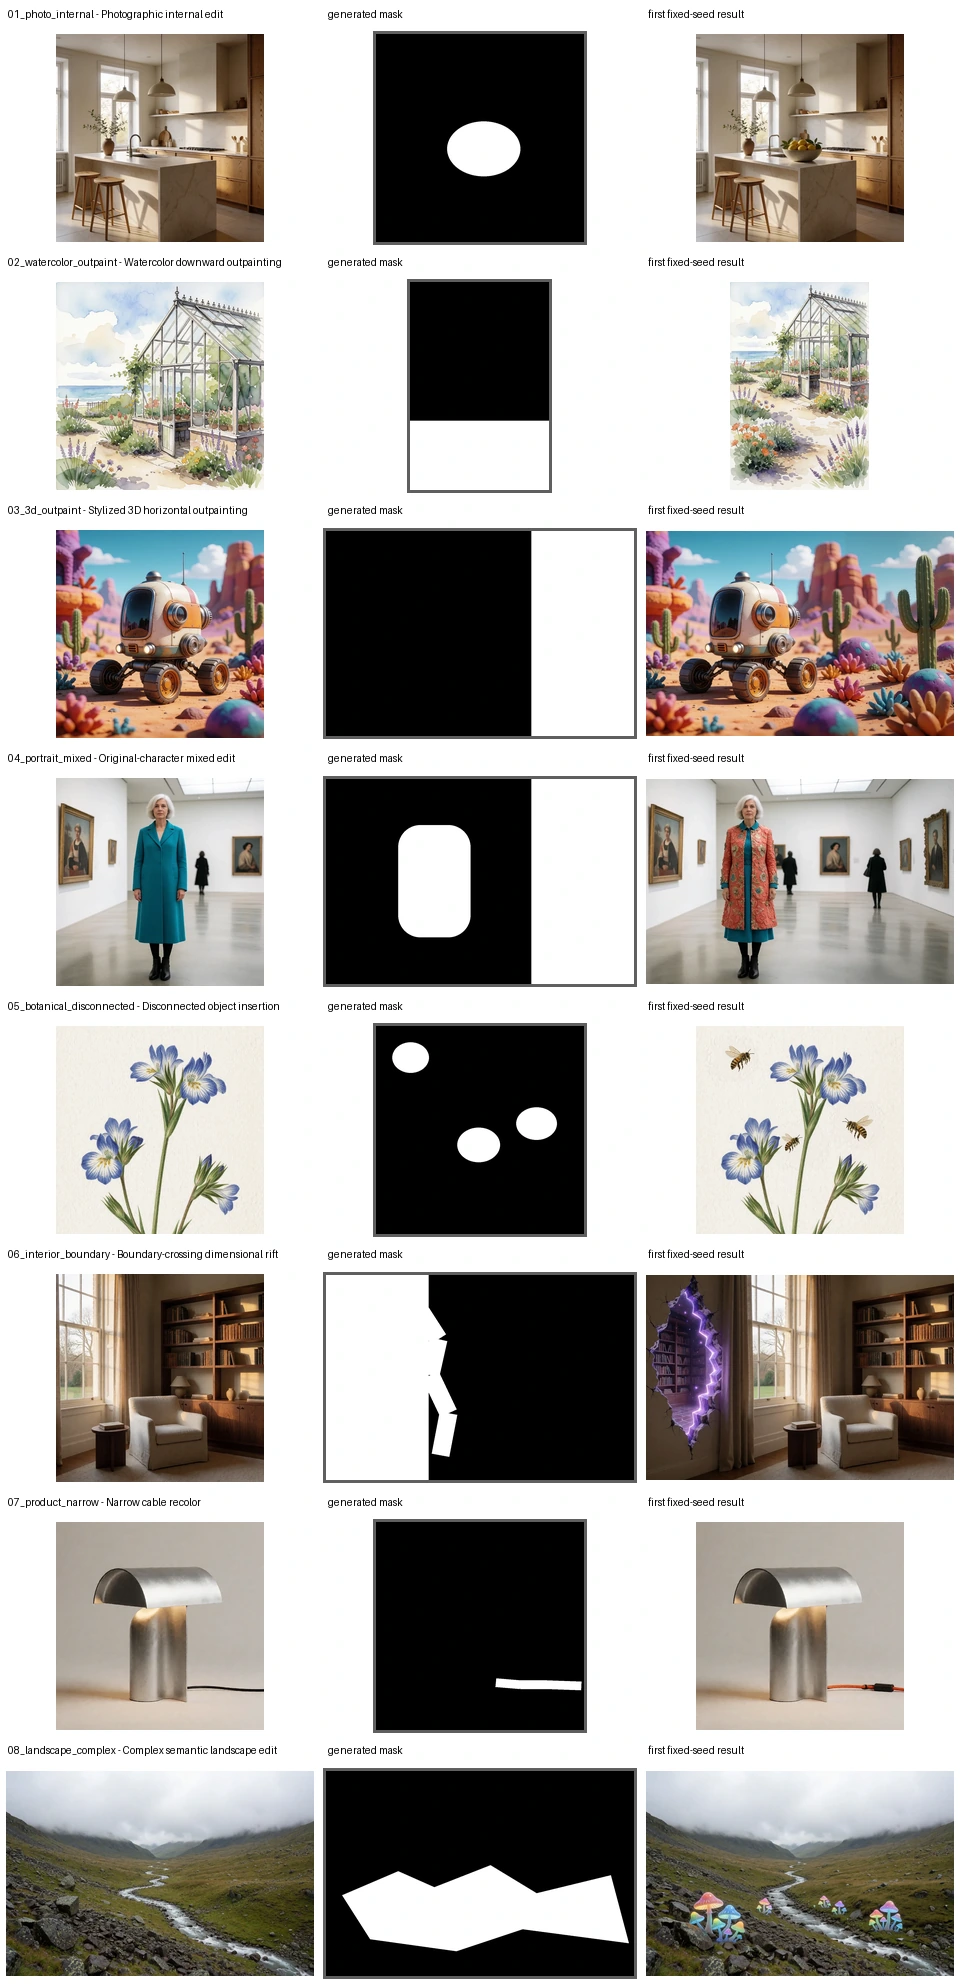 01_photo_internal - Photographic internal edit generated mask first fixed-seed result
02_watercolor_outpaint - Watercolor downward outpainting generated mask first fixed-seed result
03_3d_outpaint - Stylized 3D horizontal outpainting generated mask first fixed-seed result
04_portrait_mixed - Original-character mixed edit generated mask first fixed-seed result
05_botanical_disconnected - Disconnected object insertion generated mask first fixed-seed result
06_interior_boundary - Boundary-crossing dimensional rift generated mask first fixed-seed result
07_product_narrow - Narrow cable recolor generated mask first fixed-seed result
08_landscape_complex - Complex semantic landscape edit generated mask first fixed-seed result